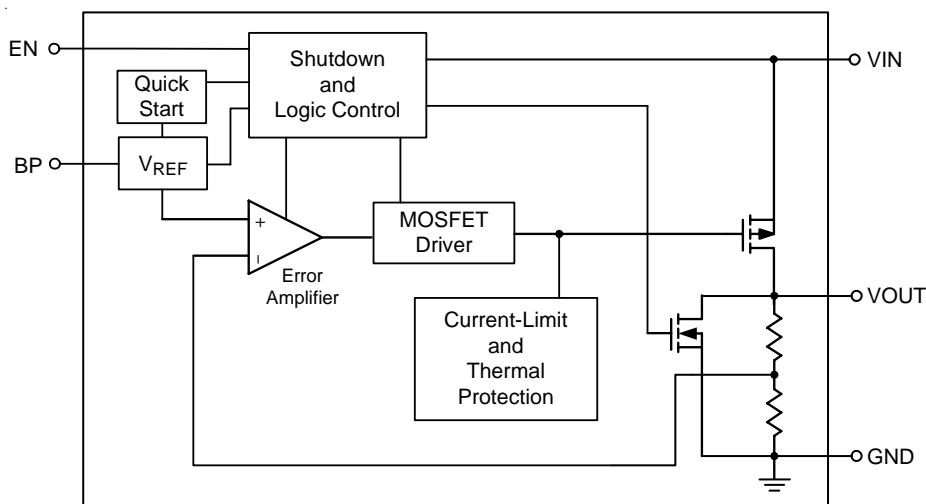 EN
Shutdown
and
Logic Control
VIN
Quick
Start
BP
VREF
+
−
Error
Amplifier
MOSFET
Driver
Current-Limit
and
Thermal
Protection
VOUT
GND